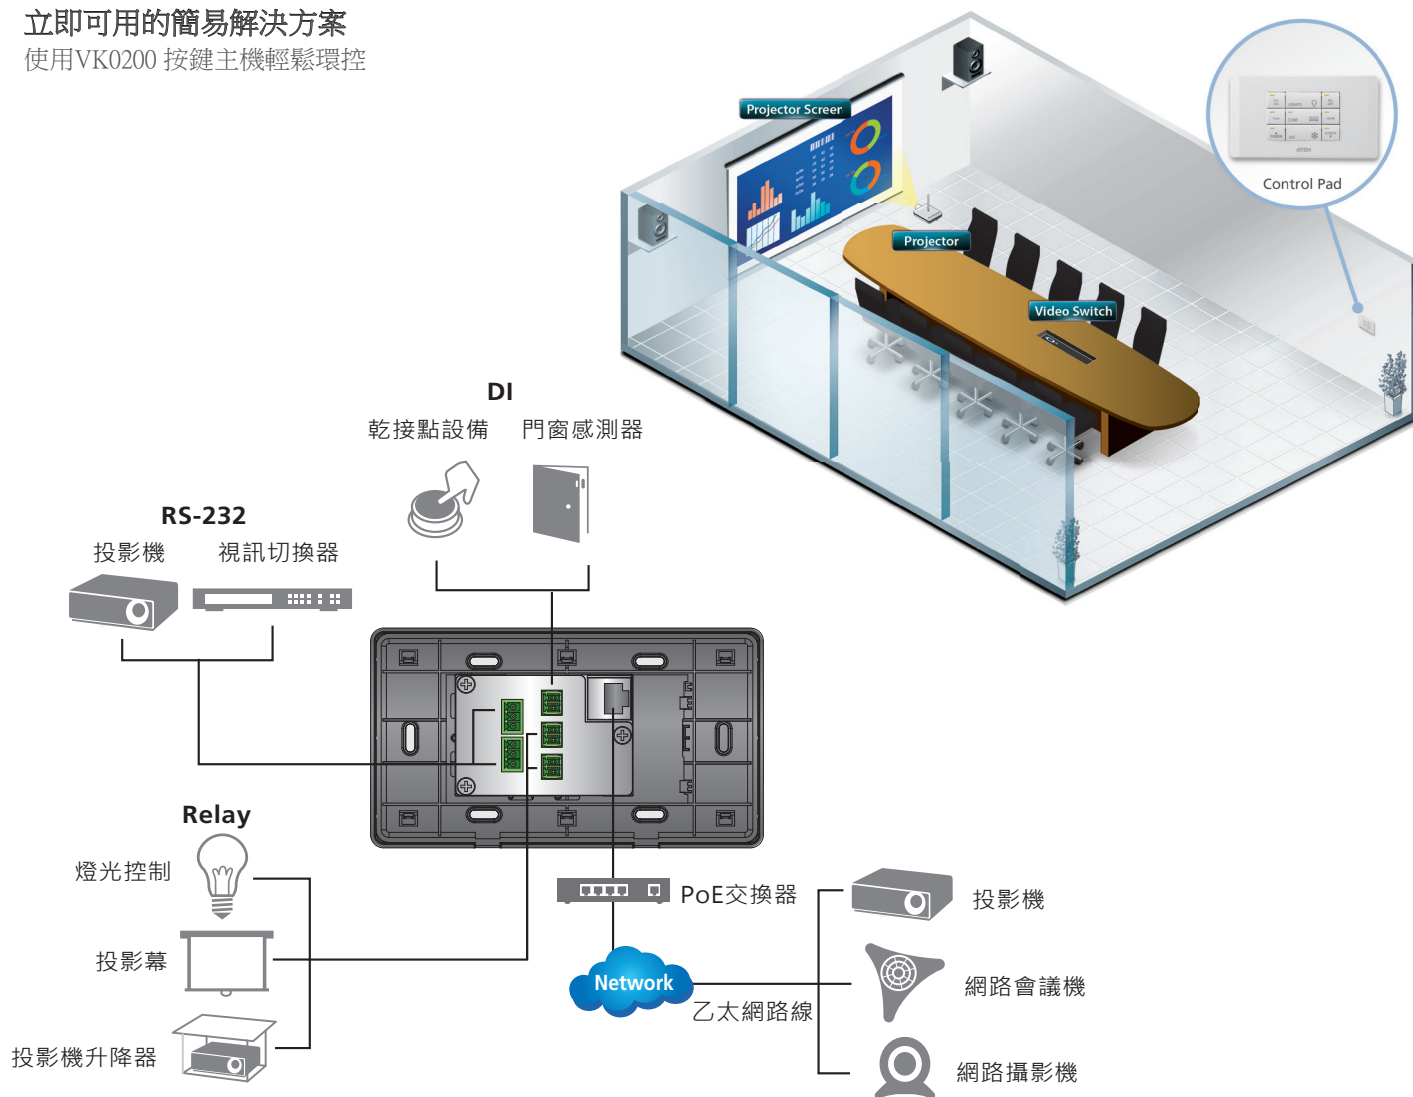 立即可用的簡易解決方案
使用VK0200 按鍵主機輕鬆環控
Projector Screen
Projector
Video Switch
LIGHTS
A/C
ATEN
Control Pad
DI
乾接點設備 門窗感測器
RS-232
投影機 視訊切換器
Relay
燈光控制
投影幕
投影機升降器
PoE交換器
Network
乙太網路線
投影機
網路會議機
網路攝影機